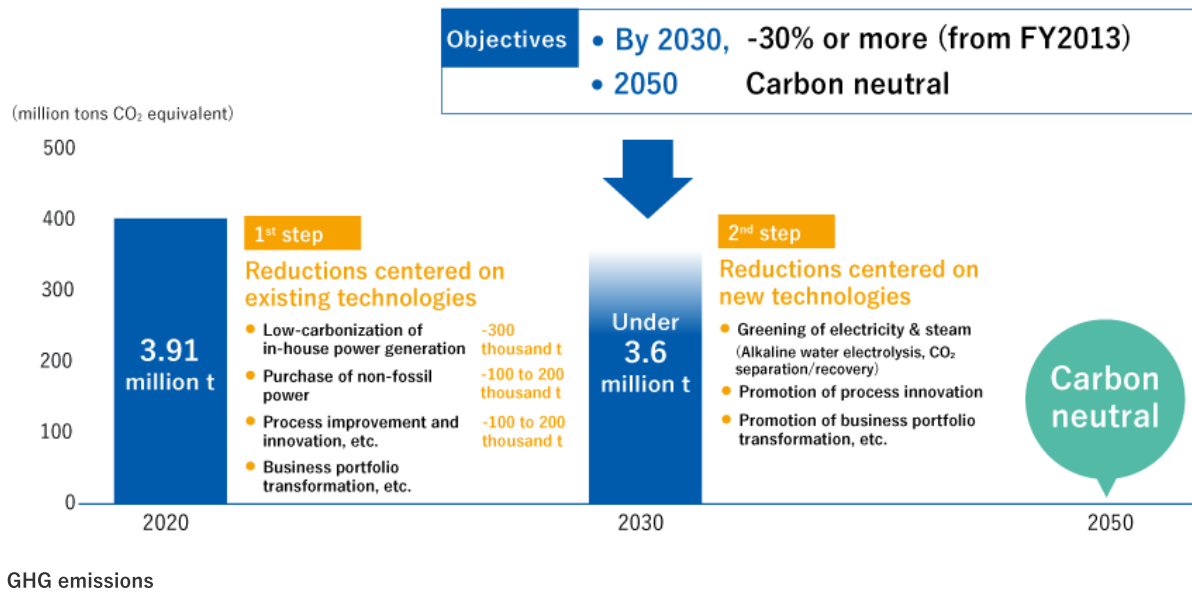 Objectives
• By 2030, -30% or more (from FY2013)
• 2050 Carbon neutral
(million tons CO₂ equivalent)
500
400
300
200
100
0
3.91
million t
1st step
Reductions centered on
existing technologies
• Low-carbonization of
in-house power generation
-300
thousand t
• Purchase of non-fossil
power
-100 to 200
thousand t
• Process improvement and
innovation, etc.
-100 to 200
thousand t
• Business portfolio
transformation, etc.
Under
3.6
million t
2nd step
Reductions centered on
new technologies
• Greening of electricity & steam
(Alkaline water electrolysis, CO₂
separation/recovery)
• Promotion of process innovation
• Promotion of business portfolio
transformation, etc.
Carbon
neutral
2020
2030
2050
GHG emissions